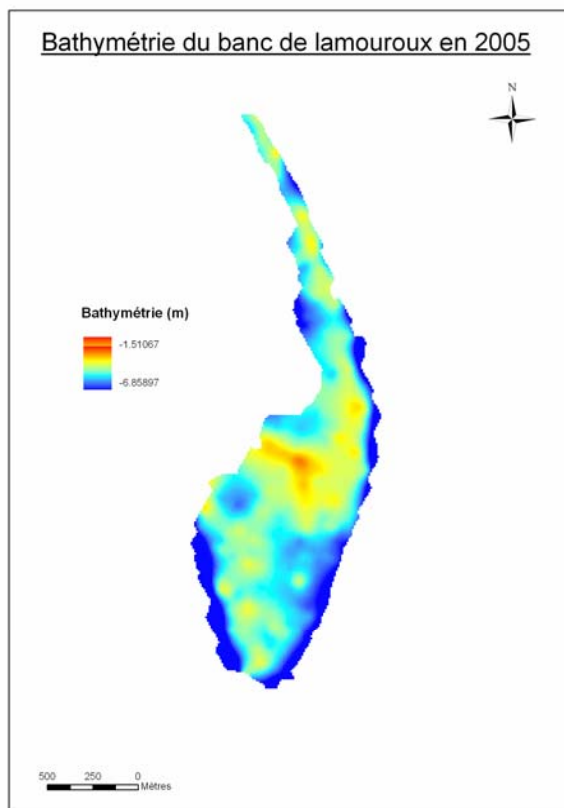 Bathymétrie du banc de lamouroux en 2005
N
Bathymétrie (m)
-1.51067
-6.85897
500 250 0
Mètres